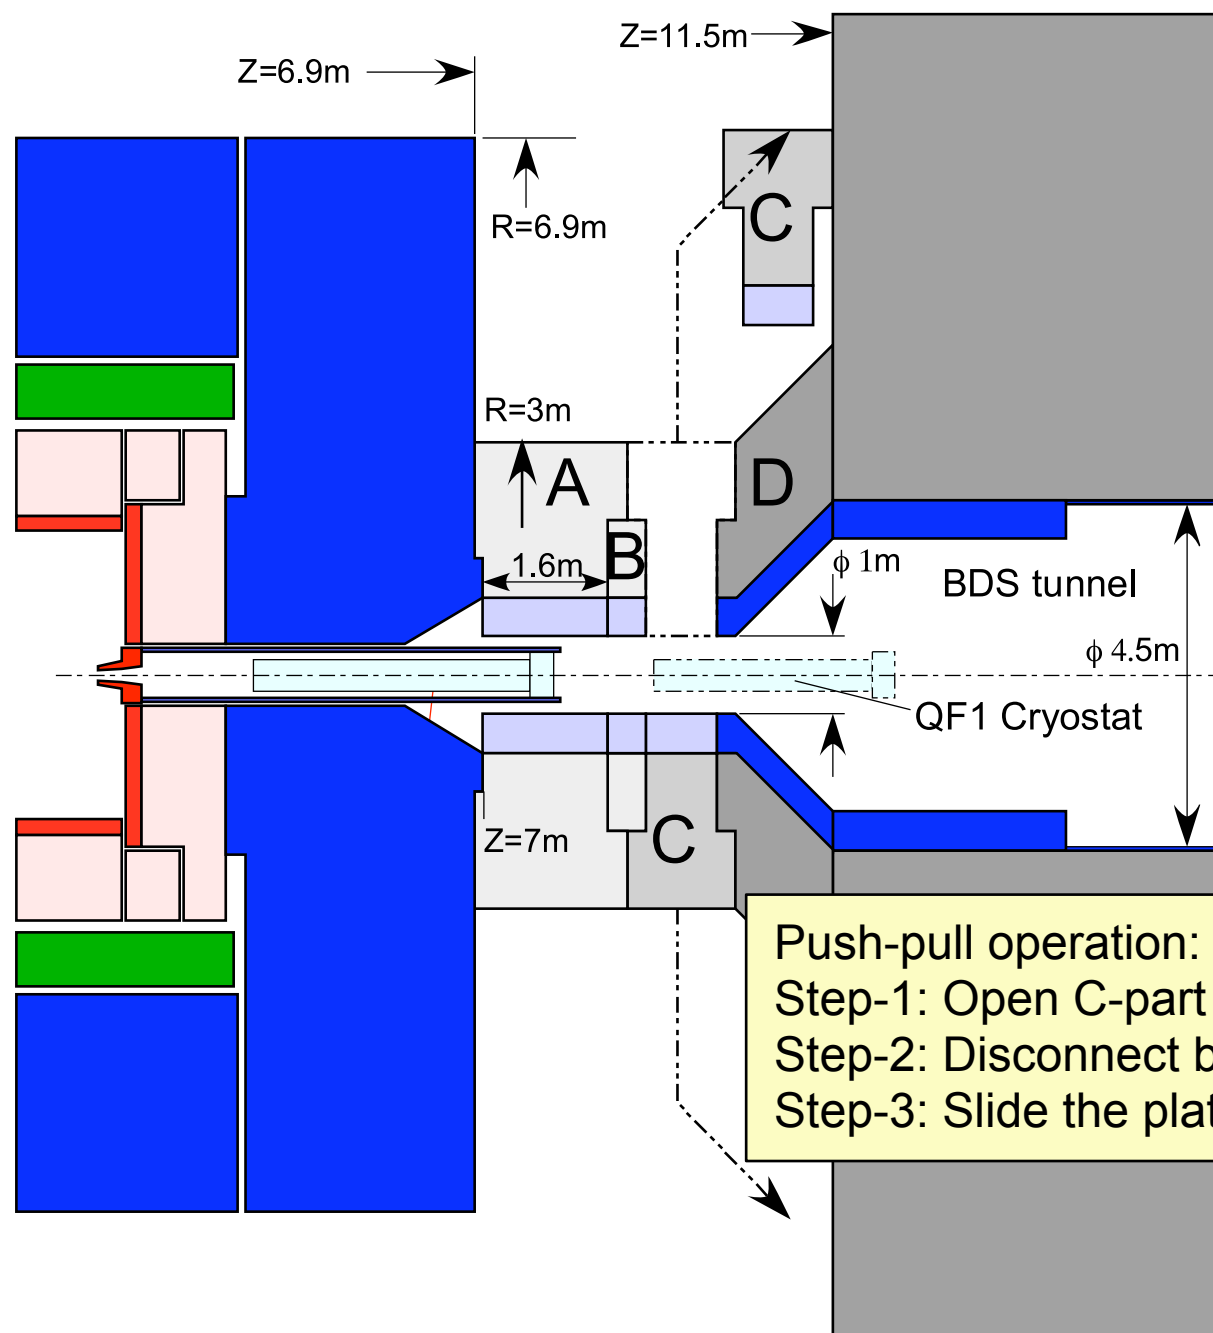 Z=11.5m
Z=6.9m
C
R=6.9m
R=3m
A
D
B
1.6m
ϕ 1m
BDS tunnel
ϕ 4.5m
QF1 Cryostat
Z=7m
C
Push-pull operation:
Step-1: Open C-part
Step-2: Disconnect
Step-3: Slide the